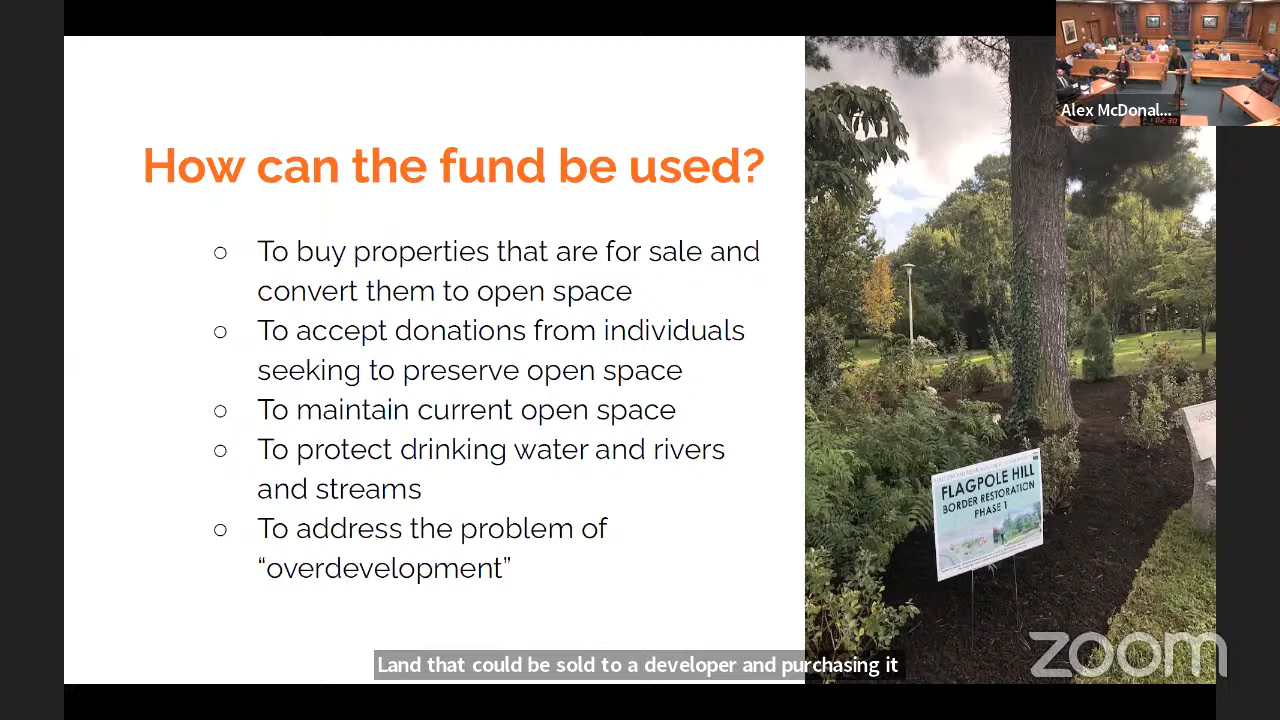 Alex McDonal...
How can the fund be used?
○ To buy properties that are for sale and
convert them to open space
○ To accept donations from individuals
seeking to preserve open space
○ To maintain current open space
○ To protect drinking water and rivers
and streams
○ To address the problem of
“overdevelopment”
FLAGPOLE HILL
BORDER RESTORATION
PHASE 1
Land that could be sold to a developer and purchasing it
zoom